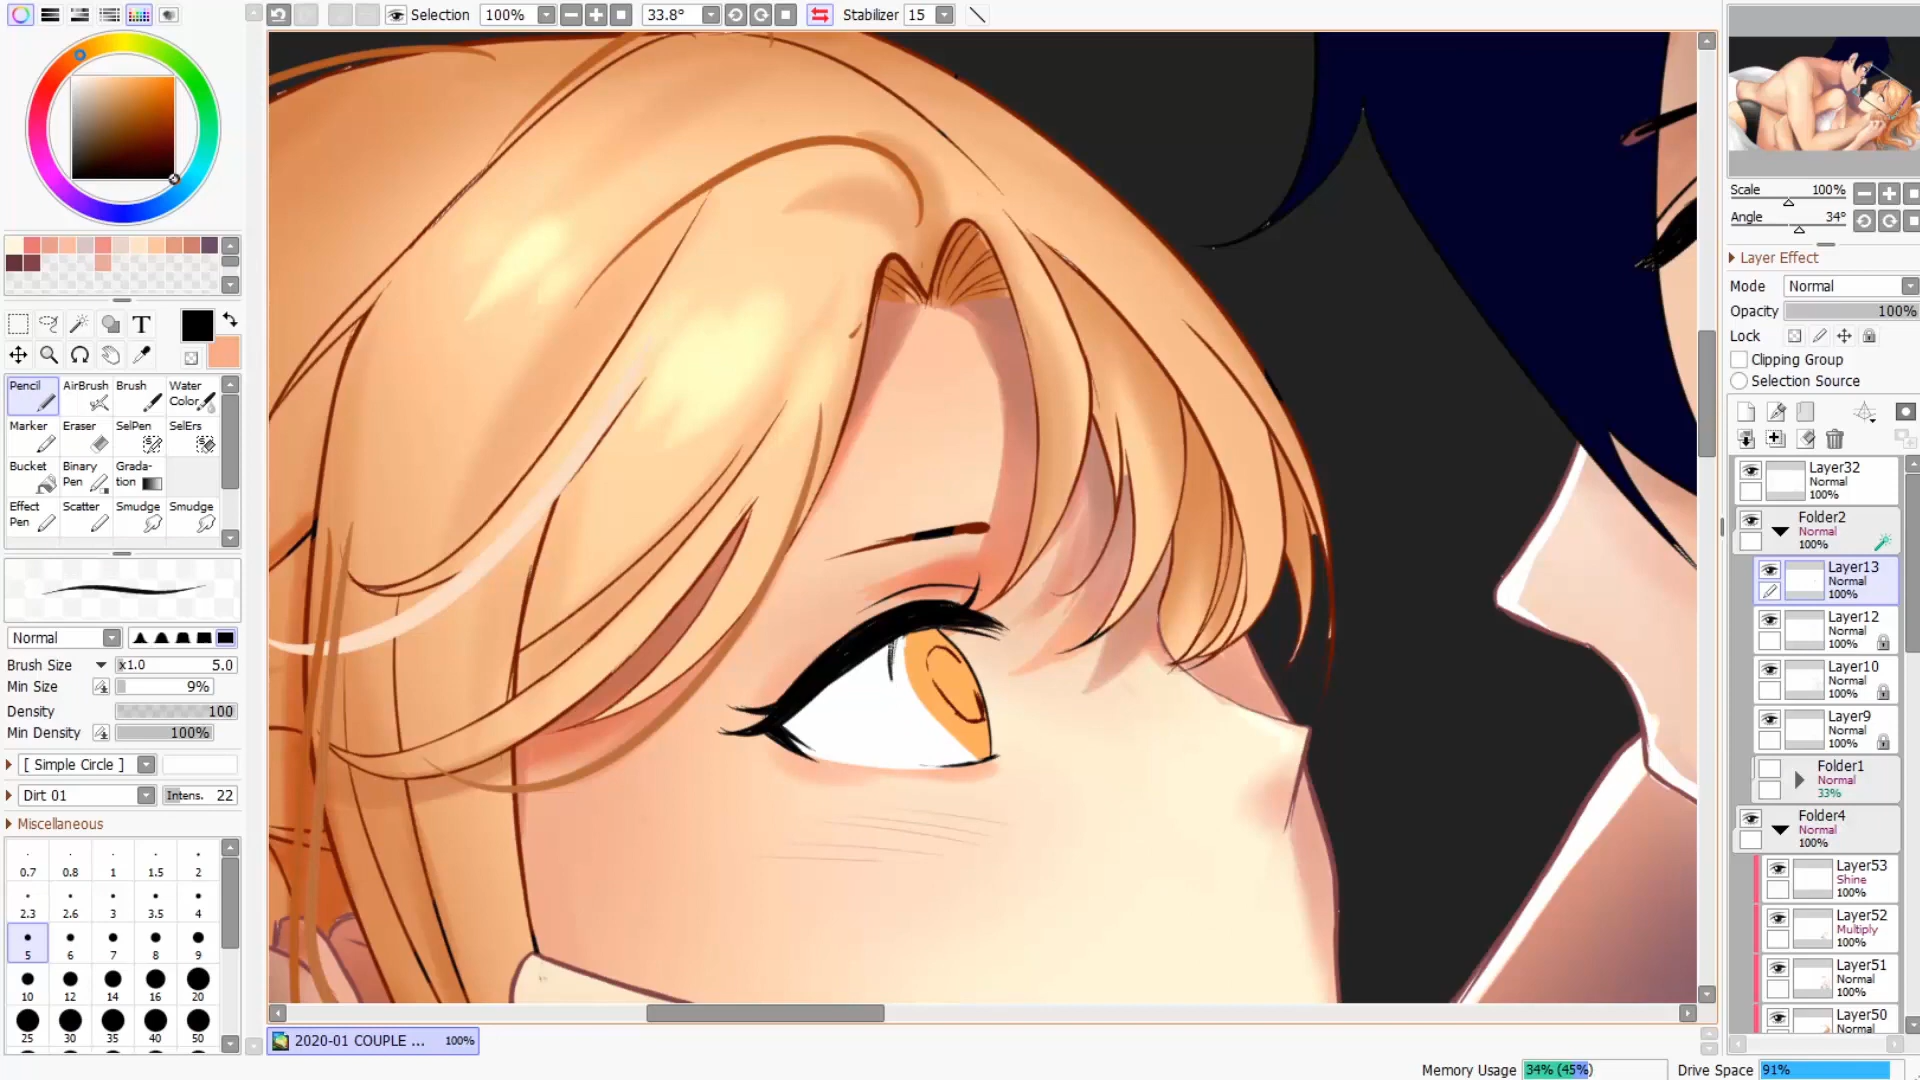 Selection 100% 33.8° Stabilizer 15
Scale 100%
Angle 34°
Layer Effect
Mode Normal
Opacity 100%
Lock
Clipping Group
Selection Source
T
Pencil AirBrush Brush Water Color
Marker Eraser SelPen SelErs
Bucket Binary Pen Grada-tion
Effect Pen Scatter Smudge Smudge
Normal
Brush Size x1.0 5.0
Min Size 9%
Density 100
Min Density 100%
[ Simple Circle ]
Dirt 01 Intens. 22
Miscellaneous
0.7 0.8 1 1.5 2
2.3 2.6 3 3.5 4
5 6 7 8 9
10 12 14 16 20
25 30 35 40 50
Layer32
Normal
100%
Folder2
Normal
100%
Layer13
Normal
100%
Layer12
Normal
100%
Layer10
Normal
100%
Layer9
Normal
100%
Folder1
Normal
33%
Folder4
Normal
100%
Layer53
Shine
100%
Layer52
Multiply
100%
Layer51
Normal
100%
Layer50
Normal
2020-01 COUPLE ... 100%
Memory Usage 34% (45%) Drive Space 91%